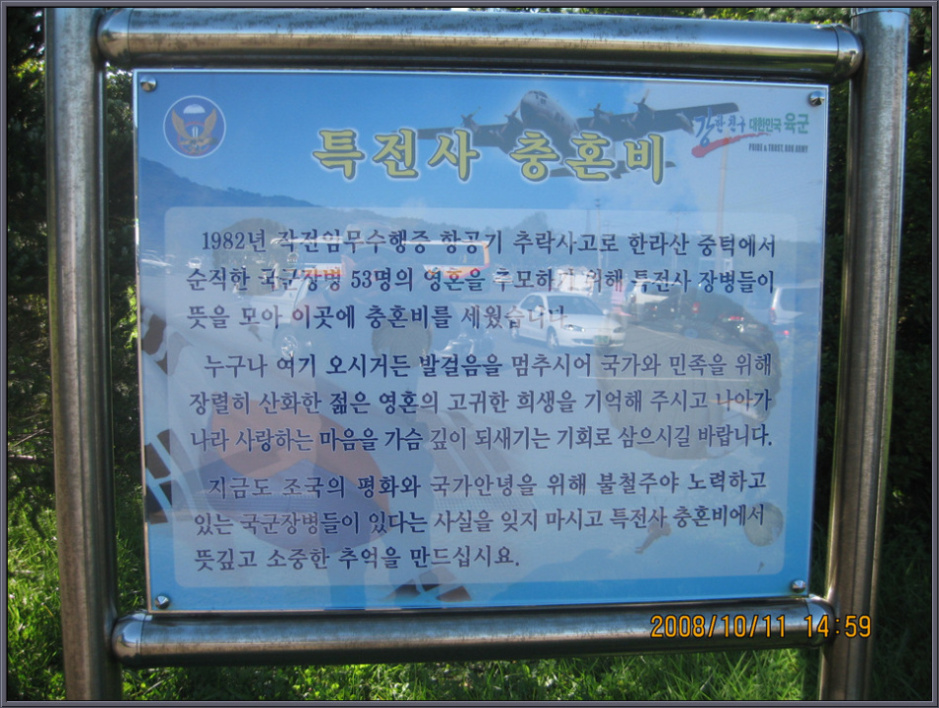 특전사 충혼비
강한친구 대한민국 육군
PRIDE & TRUST, ROK ARMY
1982년 작전임무수행중 항공기 추락사고로 한라산 중턱에서
순직한 국군장병 53명의 영혼을 추모하기 위해 특전사 장병들이
뜻을 모아 이곳에 충혼비를 세웠습니다.
누구나 여기 오시거든 발걸음을 멈추시어 국가와 민족을 위해
장렬히 산화한 젊은 영혼의 고귀한 희생을 기억해 주시고 나아가
나라 사랑하는 마음을 가슴 깊이 되새기는 기회로 삼으시길 바랍니다.
지금도 조국의 평화와 국가안녕을 위해 불철주야 노력하고
있는 국군장병들이 있다는 사실을 잊지 마시고 특전사 충혼비에서
뜻깊고 소중한 추억을 만드십시요.
2008/10/11 14:59